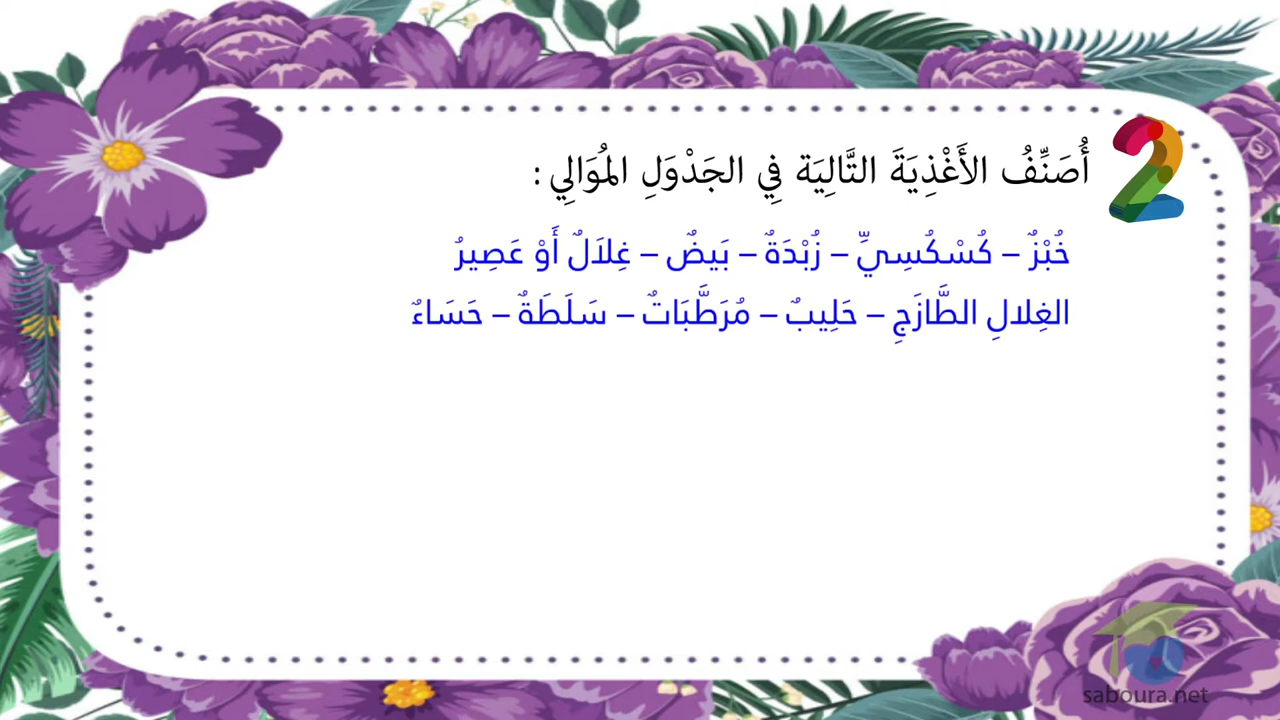 2 أُصَنِّفُ الأَغْذِيَةَ التَّالِيَة فِي الجَدْوَلِ المُوَالِي :
خُبْزٌ – كُسْكُسِيِّ – زُبْدَةٌ – بَيضٌ – غِلاَلٌ أَوْ عَصِيرُ
الغِلالِ الطَّازَجِ – حَلِيبٌ – مُرَطَّبَاتٌ – سَلَطَةٌ – حَسَاءٌ
saboura.net